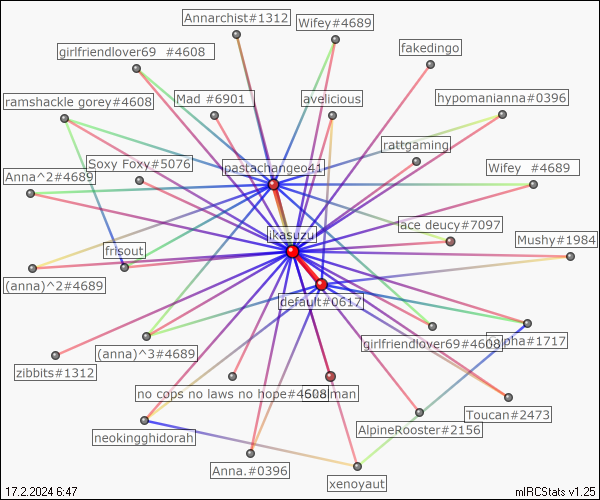 Annarchist#1312
Wifey#4689
girlfriendlover69 #4608
fakedingo
ramshackle gorey#4608
Mad #6901
avelicious
hypomanianna#0396
rattgaming
Soxy Foxy#5076
pastachangeo41
Wifey #4689
Anna^2#4689
ace deucy#7097
ikasuzu
Mushy#1984
frisout
(anna)^2#4689
default#0617
girlfriendlover69#4608
#1717
(anna)^3#4689
zibbits#1312
no cops no laws no hope#4508
Toucan#2473
AlpineRooster#2156
neokingghidorah
Anna.#0396
xenoyaut
17.2.2024 6:47
mIRCStats v1.25